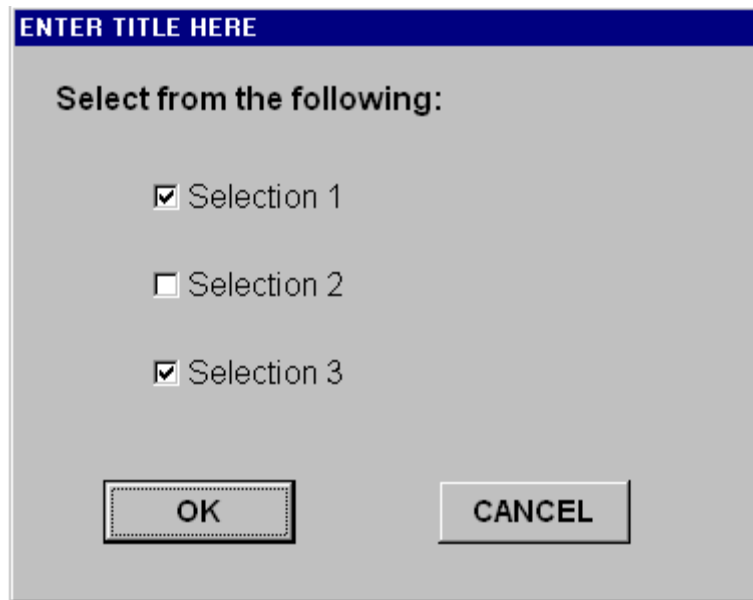 ENTER TITLE HERE
Select from the following:
Selection 1
Selection 2
Selection 3
OK CANCEL